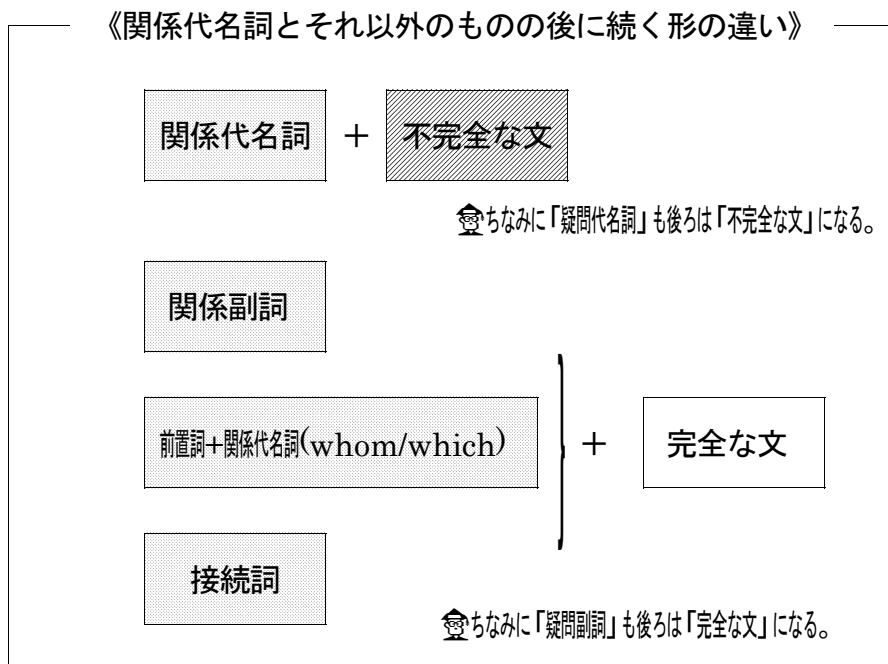 《関係代名詞とそれ以外のものの後に続く形の違い》
関係代名詞 + 不完全な文
ちなみに「疑問代名詞」も後ろは「不完全な文」になる。
関係副詞
前置詞+関係代名詞(whom/which) + 完全な文
接続詞
ちなみに「疑問副詞」も後ろは「完全な文」になる。